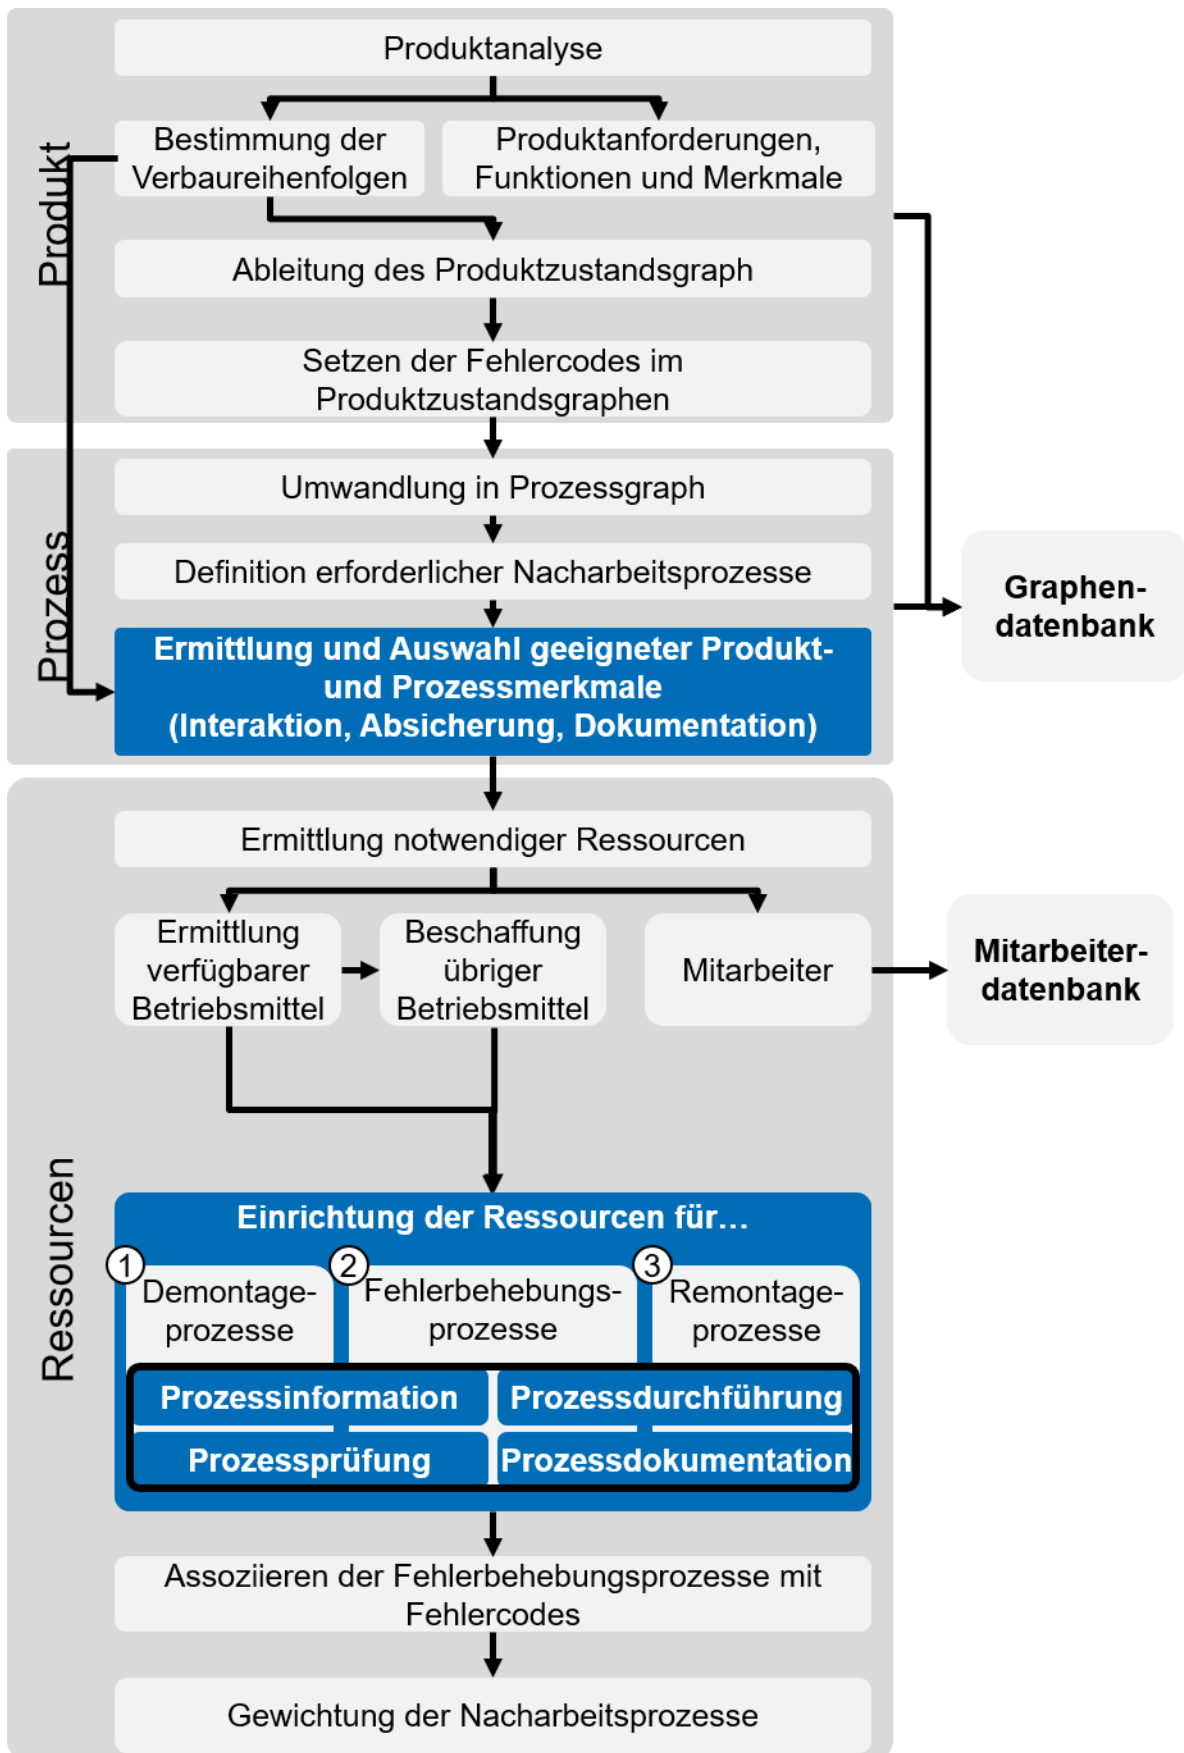 Produkt
Produktanalyse
Bestimmung der
Verbaureihenfolgen
Produktanforderungen,
Funktionen und Merkmale
Ableitung des Produktzustandsgraph
Setzen der Fehlercodes im
Produktzustandsgraphen
Prozess
Umwandlung in Prozessgraph
Definition erforderlicher Nacharbeitsprozesse
Ermittlung und Auswahl geeigneter Produkt-
und Prozessmerkmale
(Interaktion, Absicherung, Dokumentation)
Graphen-
datenbank
Ressourcen
Ermittlung notwendiger Ressourcen
Ermittlung
verfügbarer
Betriebsmittel
Beschaffung
übriger
Betriebsmittel
Mitarbeiter
Mitarbeiter-
datenbank
Einrichtung der Ressourcen für...
1
Demontage-
prozesse
2
Fehlerbehebungs-
prozesse
3
Remontage-
prozesse
Prozessinformation
Prozessdurchführung
Prozessprüfung
Prozessdokumentation
Assoziieren der Fehlerbehebungsprozesse mit
Fehlercodes
Gewichtung der Nacharbeitsprozesse